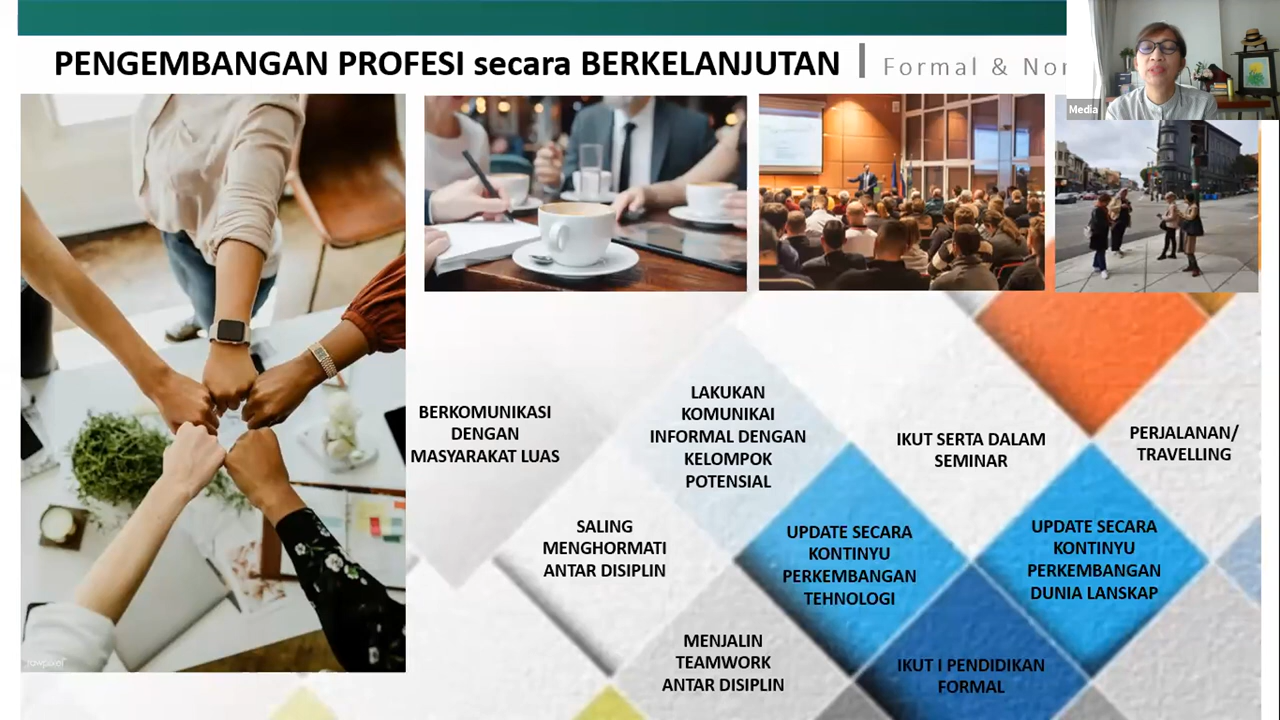 PENGEMBANGAN PROFESI secara BERKELANJUTAN | Formal & Nor
Media
BERKOMUNIKASI
DENGAN
MASYARAKAT LUAS
LAKUKAN
KOMUNIKAI
INFORMAL DENGAN
KELOMPOK
POTENSIAL
IKUT SERTA DALAM
SEMINAR
PERJALANAN/
TRAVELLING
SALING
MENGHORMATI
ANTAR DISIPLIN
UPDATE SECARA
KONTINYU
PERKEMBANGAN
TEHNOLOGI
UPDATE SECARA
KONTINYU
PERKEMBANGAN
DUNIA LANSKAP
MENJALIN
TEAMWORK
ANTAR DISIPLIN
IKUT I PENDIDIKAN
FORMAL
rawpixel